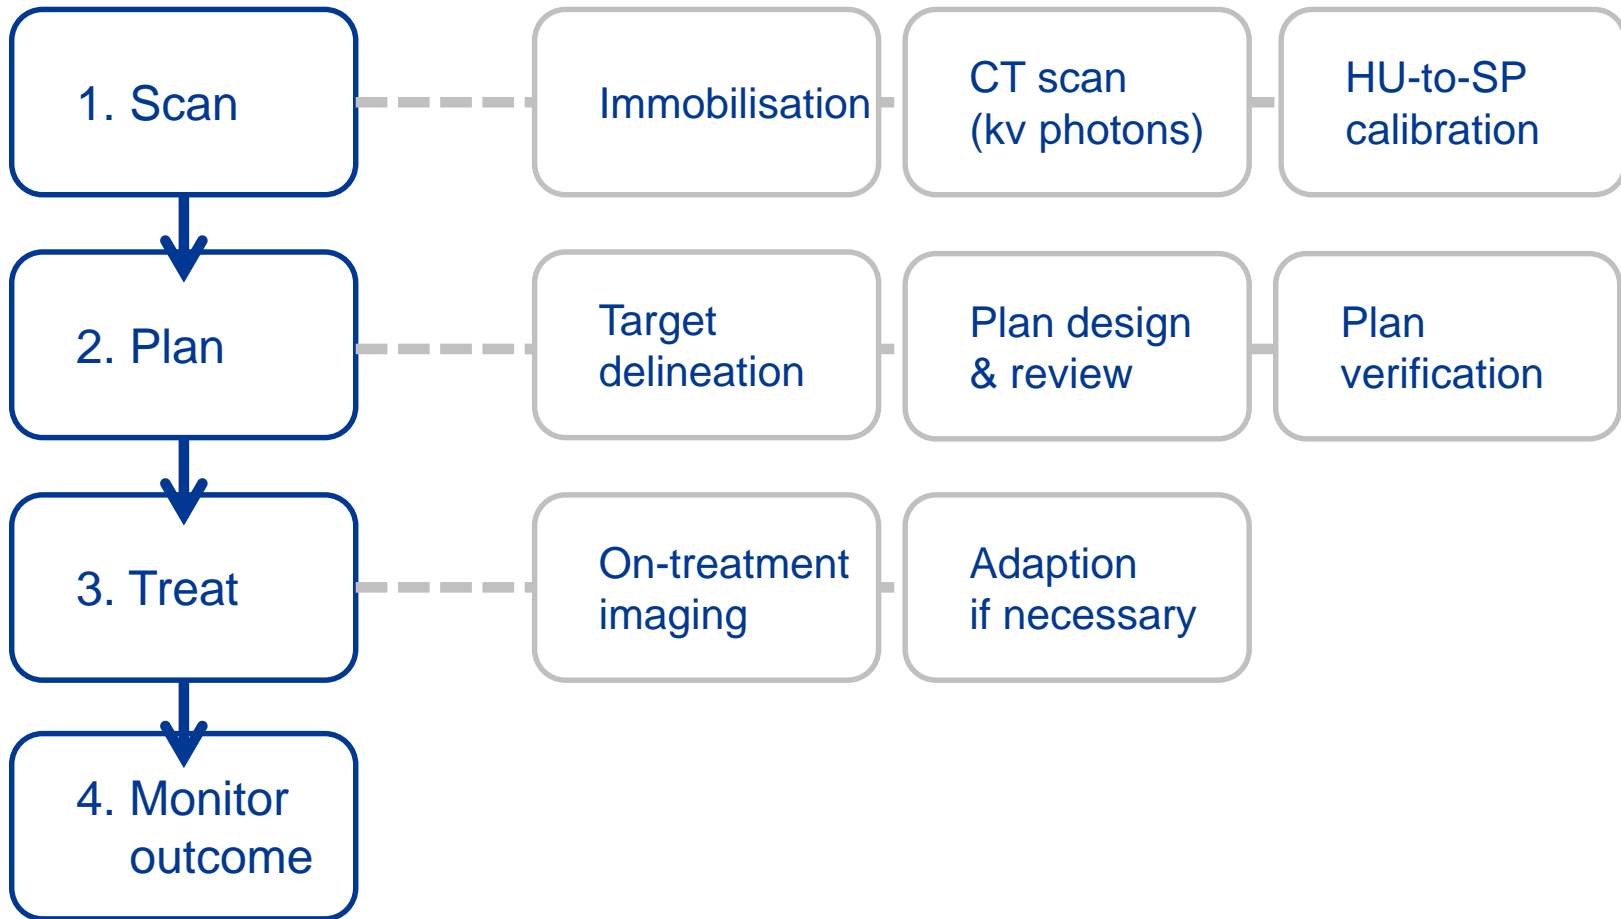 1. Scan
Immobilisation
CT scan
(kv photons)
HU-to-SP
calibration
2. Plan
Target
delineation
Plan design
& review
Plan
verification
3. Treat
On-treatment
imaging
Adaption
if necessary
4. Monitor
outcome